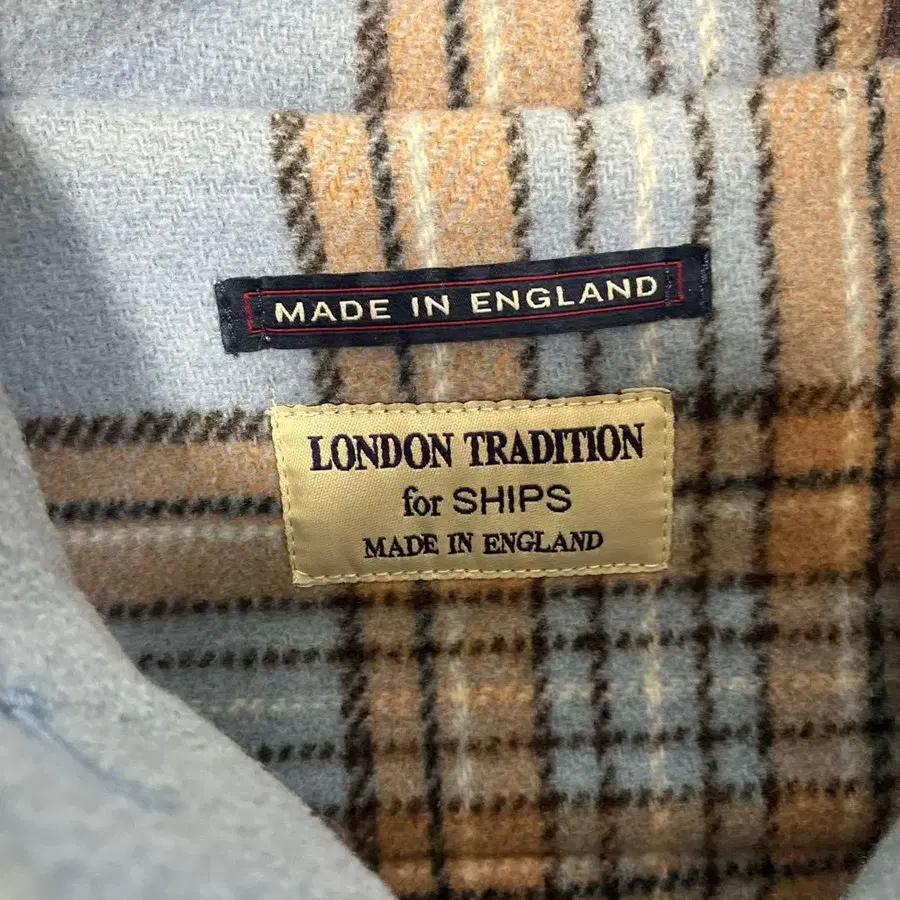 MADE IN ENGLAND
LONDON TRADITION
for SHIPS
MADE IN ENGLAND